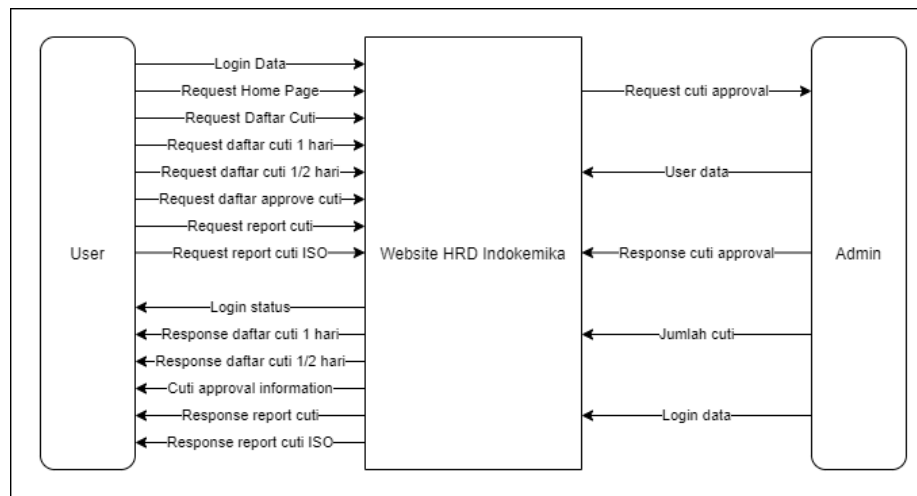 Login Data
Request Home Page
Request Daftar Cuti
Request daftar cuti 1 hari
Request daftar cuti 1/2 hari
Request daftar approve cuti
Request report cuti
Request report cuti ISO
User
Login status
Response daftar cuti 1 hari
Response daftar cuti 1/2 hari
Cuti approval information
Response report cuti
Response report cuti ISO
Website HRD Indokemika
Request cuti approval
User data
Response cuti approval
Jumlah cuti
Login data
Admin